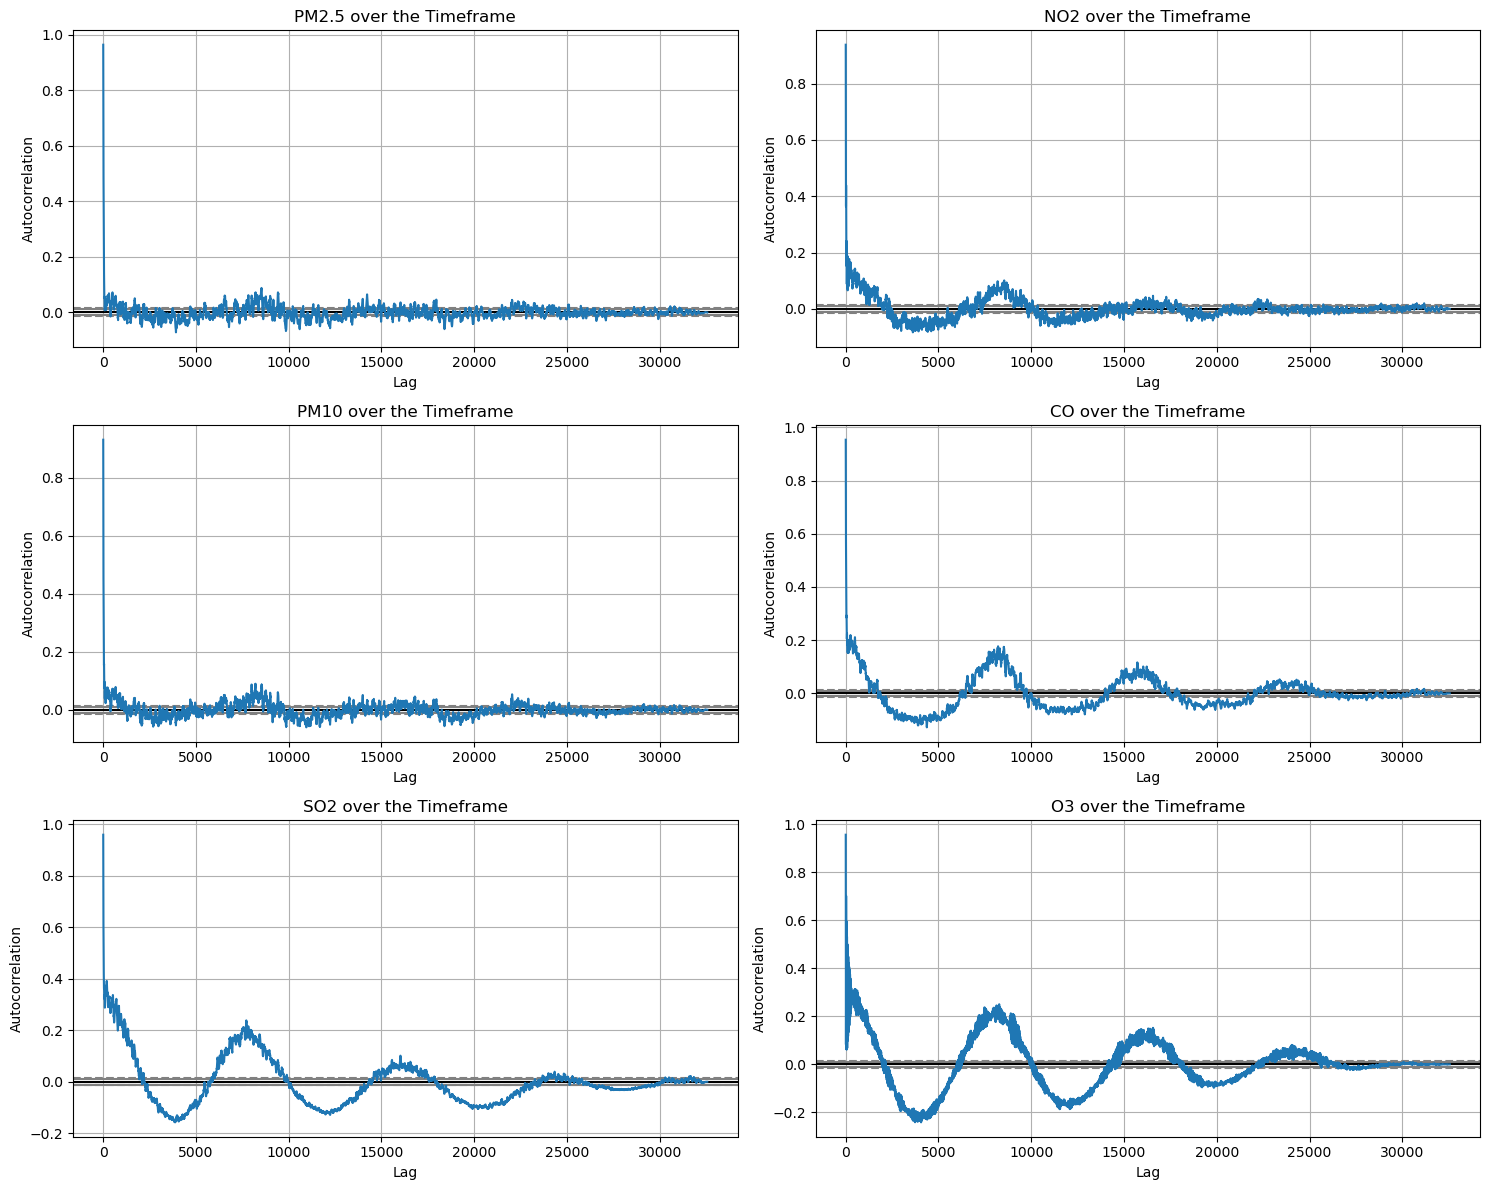 PM2.5 over the Timeframe
Autocorrelation
1.0
0.8
0.6
0.4
0.2
0.0
0 5000 10000 15000 20000 25000 30000
Lag
NO2 over the Timeframe
Autocorrelation
0.8
0.6
0.4
0.2
0.0
0 5000 10000 15000 20000 25000 30000
Lag
PM10 over the Timeframe
Autocorrelation
0.8
0.6
0.4
0.2
0.0
0 5000 10000 15000 20000 25000 30000
Lag
CO over the Timeframe
Autocorrelation
1.0
0.8
0.6
0.4
0.2
0.0
0 5000 10000 15000 20000 25000 30000
Lag
SO2 over the Timeframe
Autocorrelation
1.0
0.8
0.6
0.4
0.2
0.0
−0.2
0 5000 10000 15000 20000 25000 30000
Lag
O3 over the Timeframe
Autocorrelation
1.0
0.8
0.6
0.4
0.2
0.0
−0.2
0 5000 10000 15000 20000 25000 30000
Lag